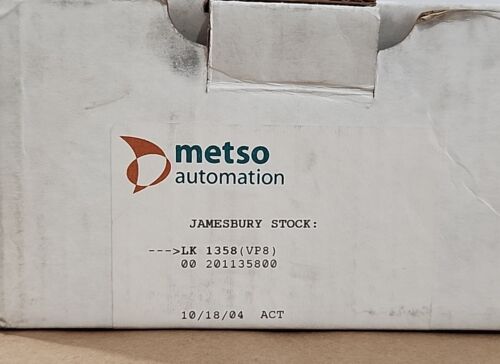 metso
automation
JAMESBURY STOCK:
--->LK 1358(VP8)
00 201135800
10/18/04 ACT